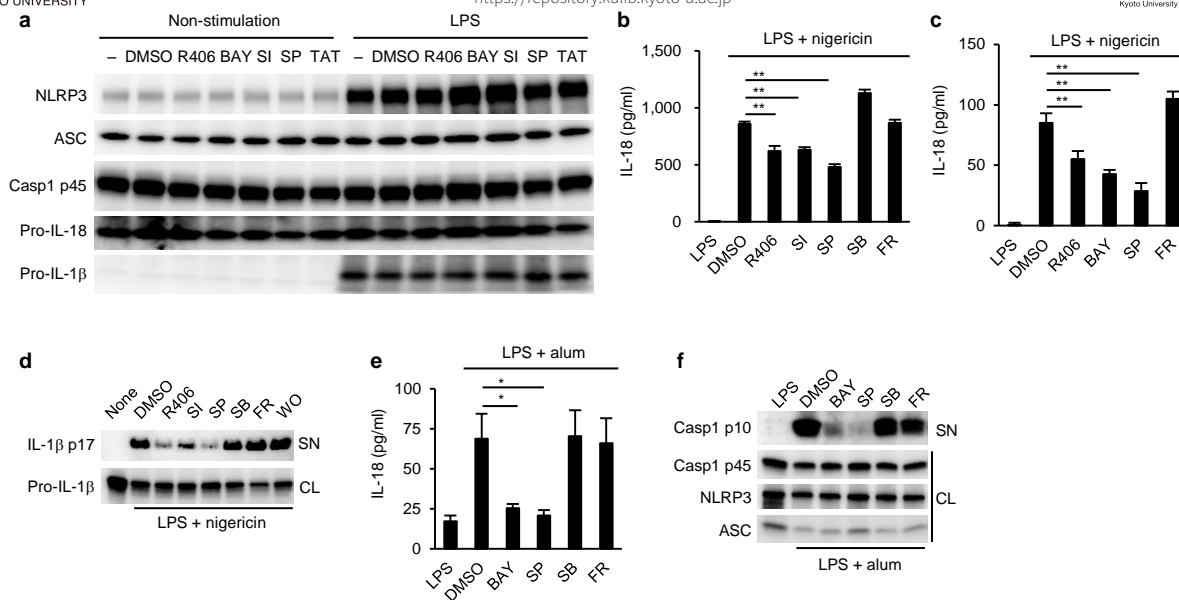 O UNIVERSITY
https://repository.kulib.kyoto-u.ac.jp
Kyoto University
a
Non-stimulation
LPS
– DMSO R406 BAY SI SP TAT – DMSO R406 BAY SI SP TAT
NLRP3
ASC
Casp1 p45
Pro-IL-18
Pro-IL-1β
b
LPS + nigericin
1,500
1,000
500
0
IL-18 (pg/ml)
**
**
**
LPS DMSO R406 SI SP SB FR
c
LPS + nigericin
150
100
50
0
IL-18 (pg/ml)
**
**
**
LPS DMSO R406 BAY SP FR
d
None DMSO R406 SI SP SB FR WO
IL-1β p17 SN
Pro-IL-1β CL
LPS + nigericin
e
LPS + alum
100
75
50
25
0
IL-18 (pg/ml)
*
*
LPS DMSO BAY SP SB FR
f
LPS DMSO BAY SP SB FR
Casp1 p10 SN
Casp1 p45
NLRP3 CL
ASC
LPS + alum